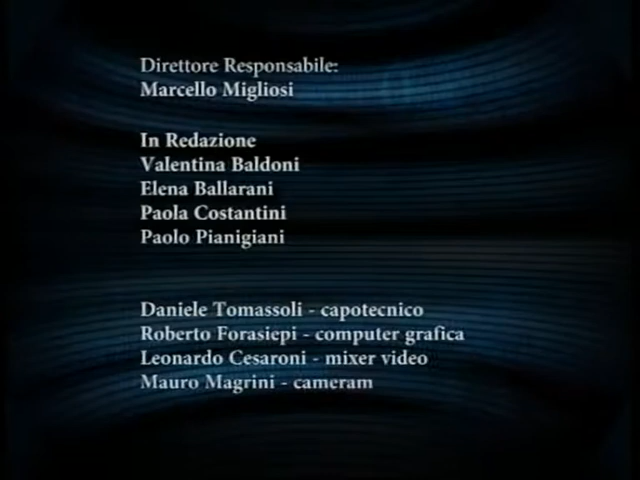 Direttore Responsabile:
Marcello Migliosi
In Redazione
Valentina Baldoni
Elena Ballarani
Paola Costantini
Paolo Pianigiani
Daniele Tomassoli - capotecnico
Roberto Forasiepi - computer grafica
Leonardo Cesaroni - mixer video
Mauro Magrini - cameram